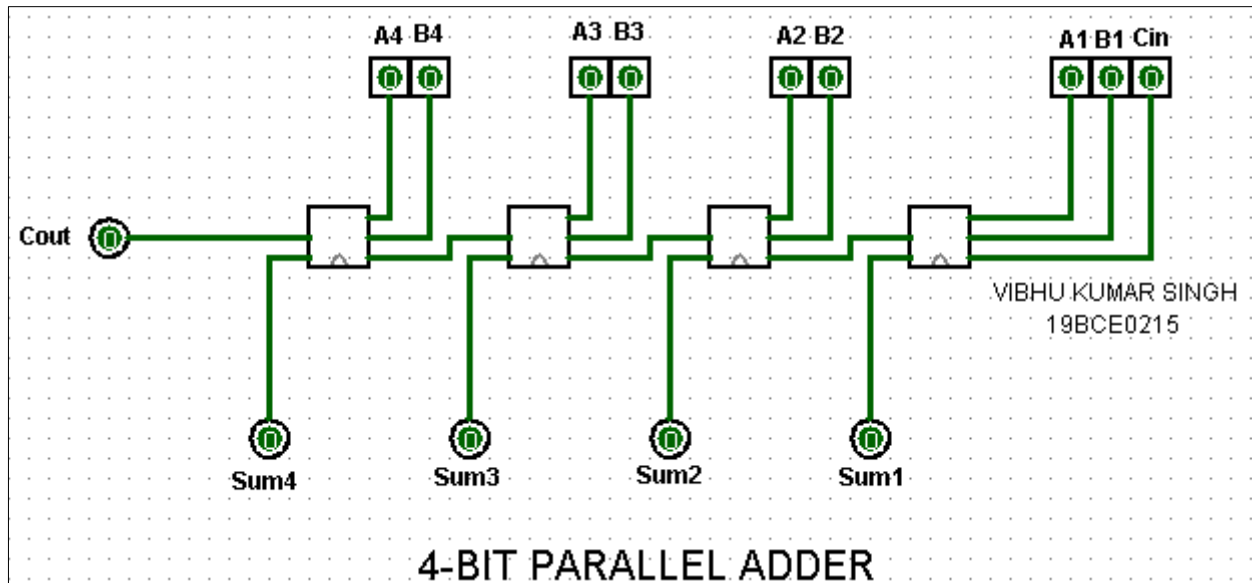 A4 B4 A3 B3 A2 B2 A1 B1 Cin
Cout
VIBHU KUMAR SINGH
19BCE0215
Sum4 Sum3 Sum2 Sum1
4-BIT PARALLEL ADDER